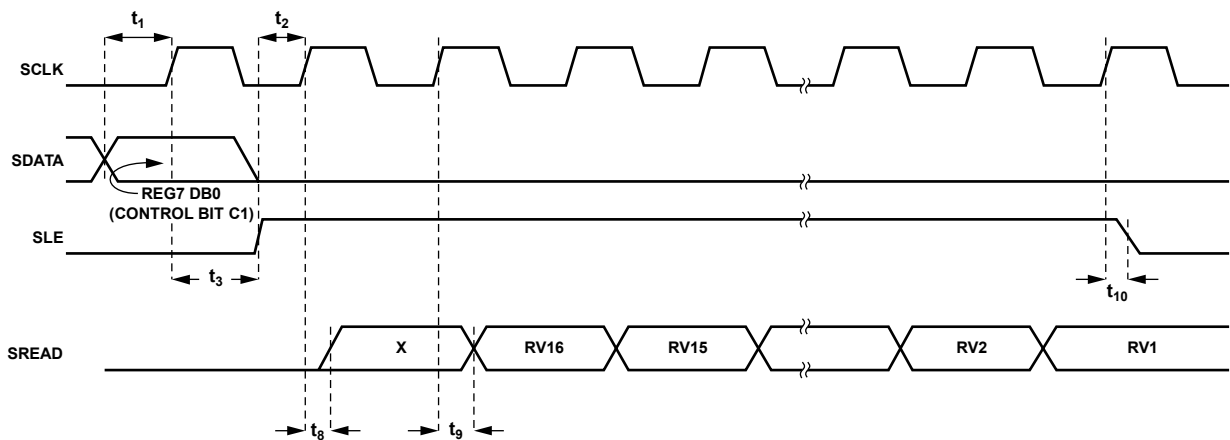 t1
t2
SCLK
SDATA
REG7 DB0
(CONTROL BIT C1)
SLE
t3
t10
SREAD
X
RV16
RV15
RV2
RV1
t8
t9